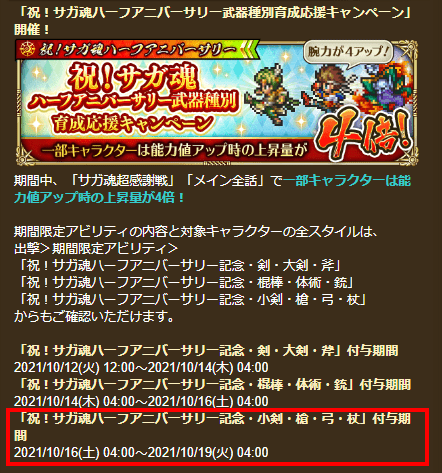 「祝！サガ魂ハーフアニバーサリー武器種別育成応援キャンペーン」
開催！
祝！サガ魂ハーフアニバーサリー
腕力が4アップ！
祝！サガ魂
ハーフアニバーサリー武器種別
育成応援キャンペーン
4倍！
一部キャラクターは能力値アップ時の上昇量が
期間中、「サガ魂超感謝戦」「メイン全話」で一部キャラクターは能
力値アップ時の上昇量が4倍！
期間限定アビリティの内容と対象キャラクターの全スタイルは、
出撃＞期間限定アビリティ＞
「祝！サガ魂ハーフアニバーサリー記念・剣・大剣・斧」
「祝！サガ魂ハーフアニバーサリー記念・棍棒・体術・銃」
「祝！サガ魂ハーフアニバーサリー記念・小剣・槍・弓・杖」
からもご確認いただけます。
「祝！サガ魂ハーフアニバーサリー記念・剣・大剣・斧」付与期間
2021/10/12(火) 12:00～2021/10/14(木) 04:00
「祝！サガ魂ハーフアニバーサリー記念・棍棒・体術・銃」付与期間
2021/10/14(木) 04:00～2021/10/16(土) 04:00
「祝！サガ魂ハーフアニバーサリー記念・小剣・槍・弓・杖」付与期
間
2021/10/16(土) 04:00～2021/10/19(火) 04:00